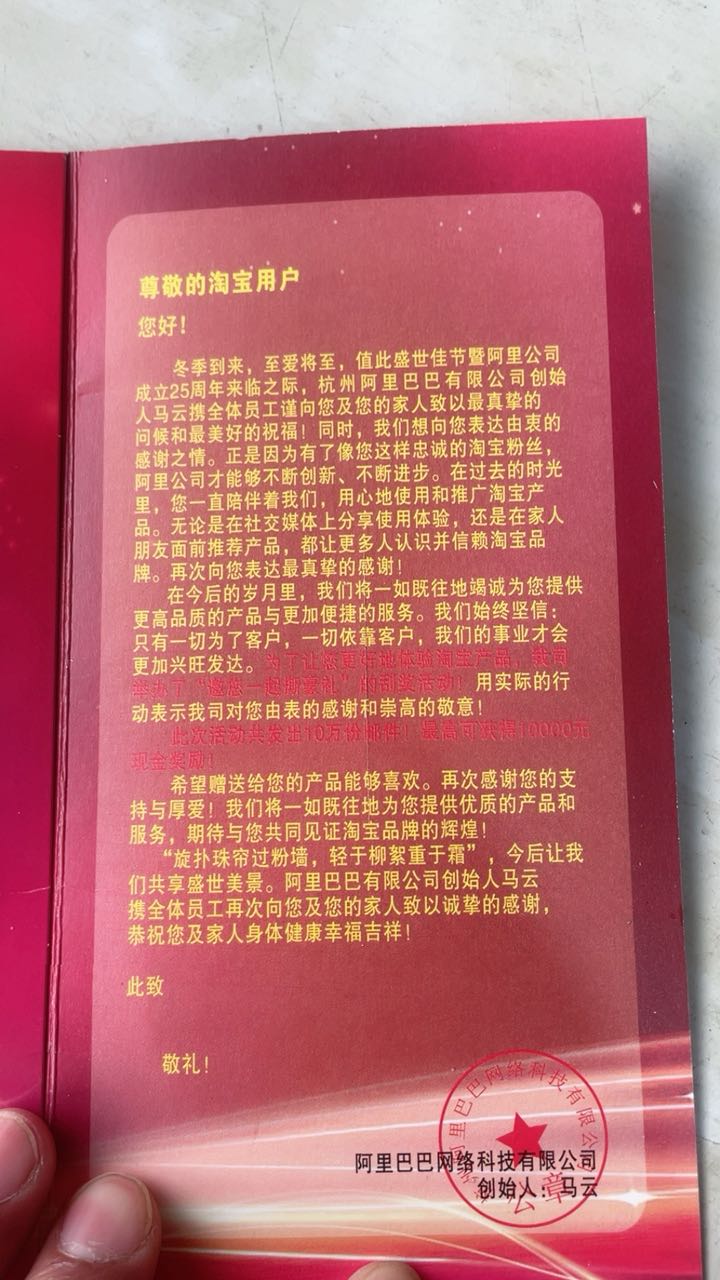 尊敬的淘宝用户
您好！
冬季到来，至爱将至，值此盛世佳节暨阿里公司
成立25周年来临之际，杭州阿里巴巴有限公司创始
人马云携全体员工谨向您及您的家人致以最真挚的
问候和最美好的祝福！同时，我们想向您表达由衷的
感谢之情。正是因为有了像您这样忠诚的淘宝粉丝，
阿里公司才能够不断创新、不断进步。在过去的时光
里，您一直陪伴着我们，用心地使用和推广淘宝产
品。无论是在社交媒体上分享使用体验，还是在家人
朋友面前推荐产品，都让更多人认识并信赖淘宝品
牌。再次向您表达最真挚的感谢！
在今后的岁月里，我们将一如既往地竭诚为您提供
更高品质的产品与更加便捷的服务。我们始终坚信：
只有一切为了客户，一切依靠客户，我们的事业才会
更加兴旺发达。为了让您更好地体验淘宝产品，我司
举办了“邀您一起撕豪礼”的刮奖活动！用实际的行
动表示我司对您由表的感谢和崇高的敬意！
此次活动共发出10万份邮件！最高可获得10000元
现金奖励！
希望赠送给您的产品能够喜欢。再次感谢您的支
持与厚爱！我们将一如既往地为您提供优质的产品和
服务，期待与您共同见证淘宝品牌的辉煌！
“旋扑珠帘过粉墙，轻于柳絮重于霜”，今后让我
们共享盛世美景。阿里巴巴有限公司创始人马云
携全体员工再次向您及您的家人致以诚挚的感谢，
恭祝您及家人身体健康幸福吉祥！
此致
敬礼！
阿里巴巴网络科技有限公司
阿里巴巴网络科技有限公司
创始人：马云
公章